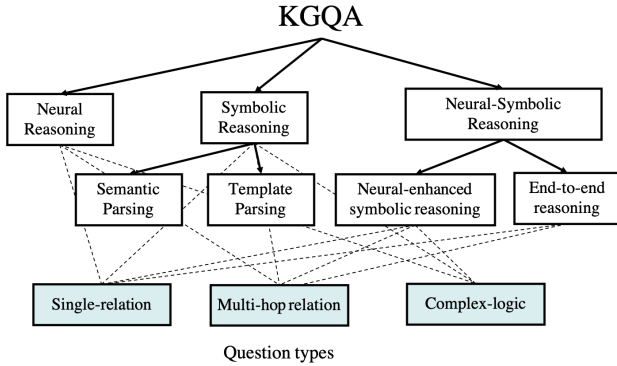 KGQA
Neural
Reasoning
Symbolic
Reasoning
Neural-Symbolic
Reasoning
Semantic
Parsing
Template
Parsing
Neural-enhanced
symbolic reasoning
End-to-end
reasoning
Single-relation
Multi-hop relation
Complex-logic
Question types